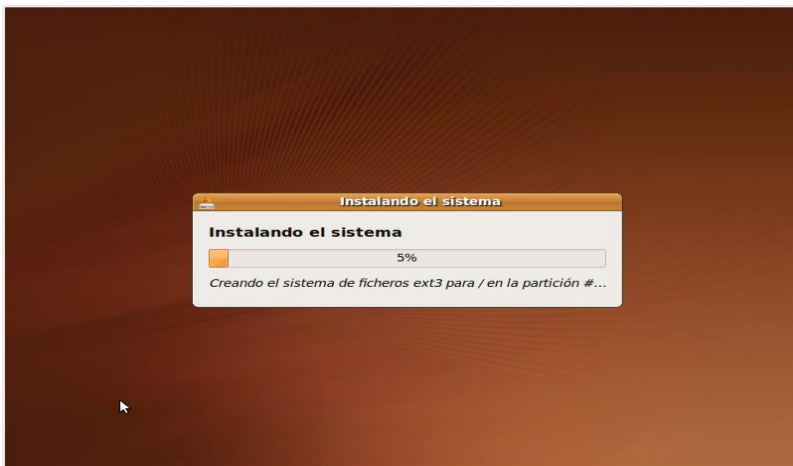 Instalando el sistema
Instalando el sistema
5%
Creando el sistema de ficheros ext3 para / en la partición #...